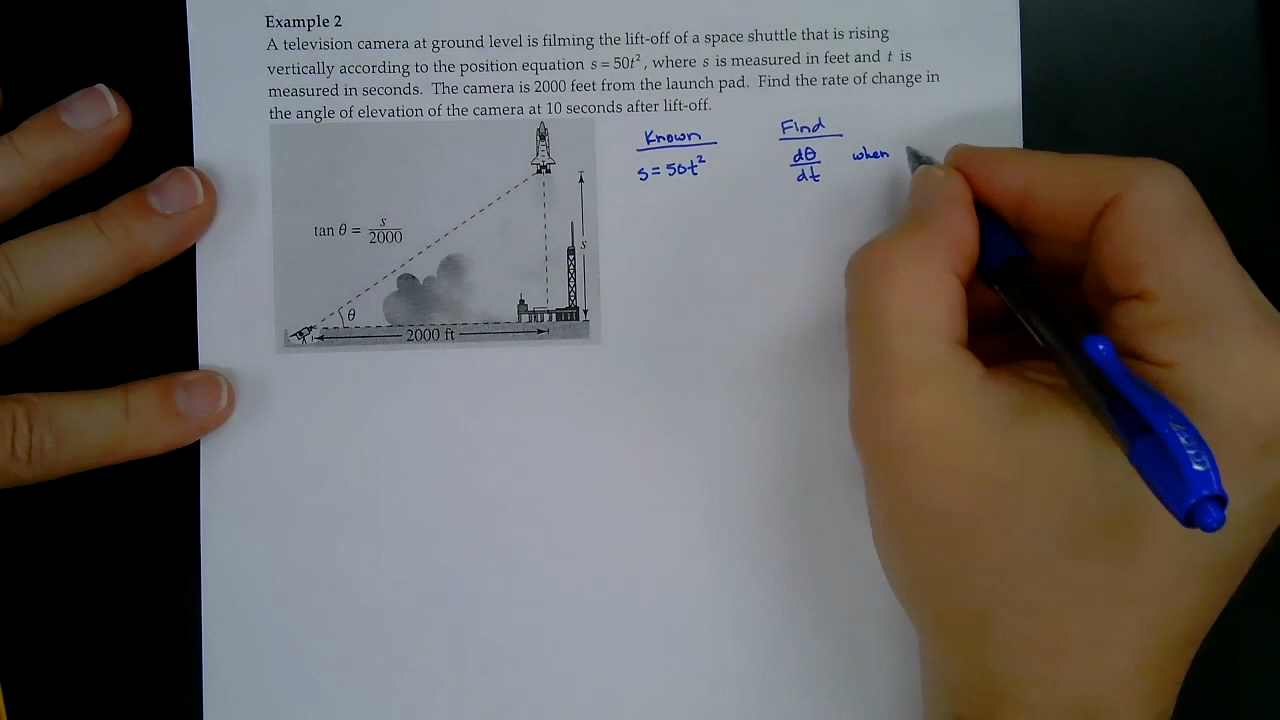 Example 2
A television camera at ground level is filming the lift-off of a space shuttle that is rising
vertically according to the position equation s = 50t², where s is measured in feet and t is
measured in seconds. The camera is 2000 feet from the launch pad. Find the rate of change in
the angle of elevation of the camera at 10 seconds after lift-off.
Known
s = 50t²
Find
dθ/dt when
tan θ = s/2000
s
θ
2000 ft